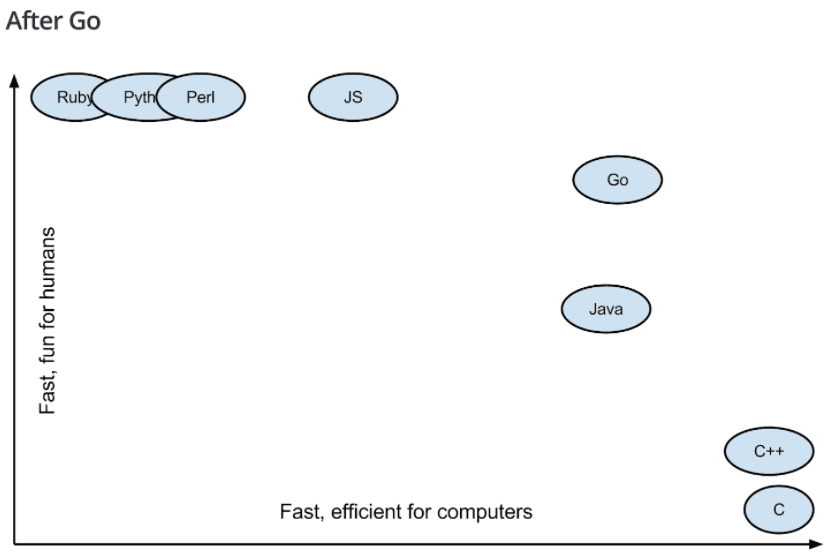 After Go
Ruby Pyth Perl JS
Go
Java
Fast, fun for humans
C++
C
Fast, efficient for computers